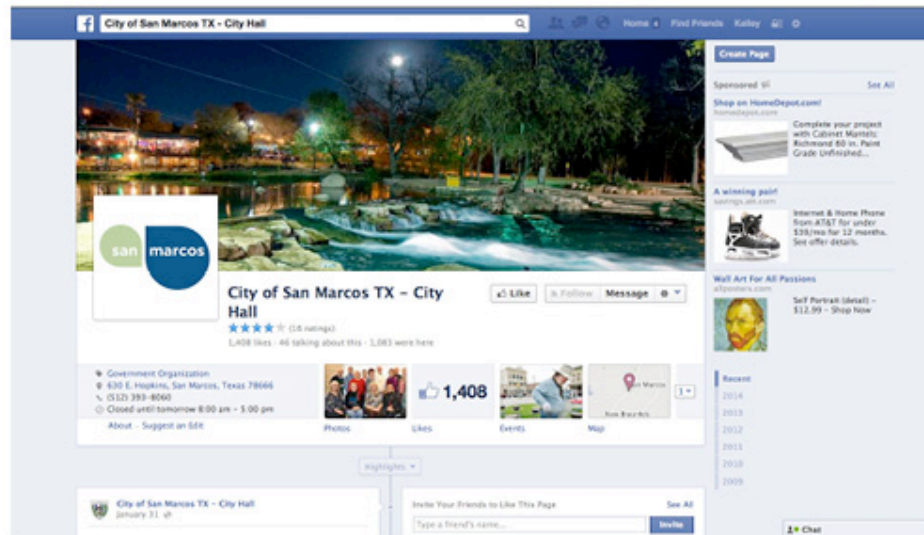 City of San Marcos TX - City Hall
Home 4 Find Friends Kelley
Create Page
Sponsored
See All
Shop on HomeDepot.com!
homedepot.com
Complete your project
with Cabinet Mantels:
Richmond 60 in. Paint
Grade Unfinished...
A winning pair!
savings.att.com
Internet & Home Phone
from AT&T for under
$39/mo for 12 months.
See offer details.
Wall Art For All Passions
allposters.com
Self Portrait (detail) -
$12.99 - Shop Now
san marcos
City of San Marcos TX - City
Hall
Like Follow Message
(16 ratings)
1,408 likes · 46 talking about this · 1,083 were here
Government Organization
630 E. Hopkins, San Marcos, Texas 78666
(512) 393-8060
Closed until tomorrow 8:00 am - 5:00 pm
About - Suggest an Edit
1,408
San Marcos
New Braunfels
1
Photos Likes Events Map
Recent
2014
2013
2012
2011
2010
2009
Highlights
City of San Marcos TX - City Hall
January 31
Invite Your Friends to Like This Page See All
Type a friend's name... Invite
Chat